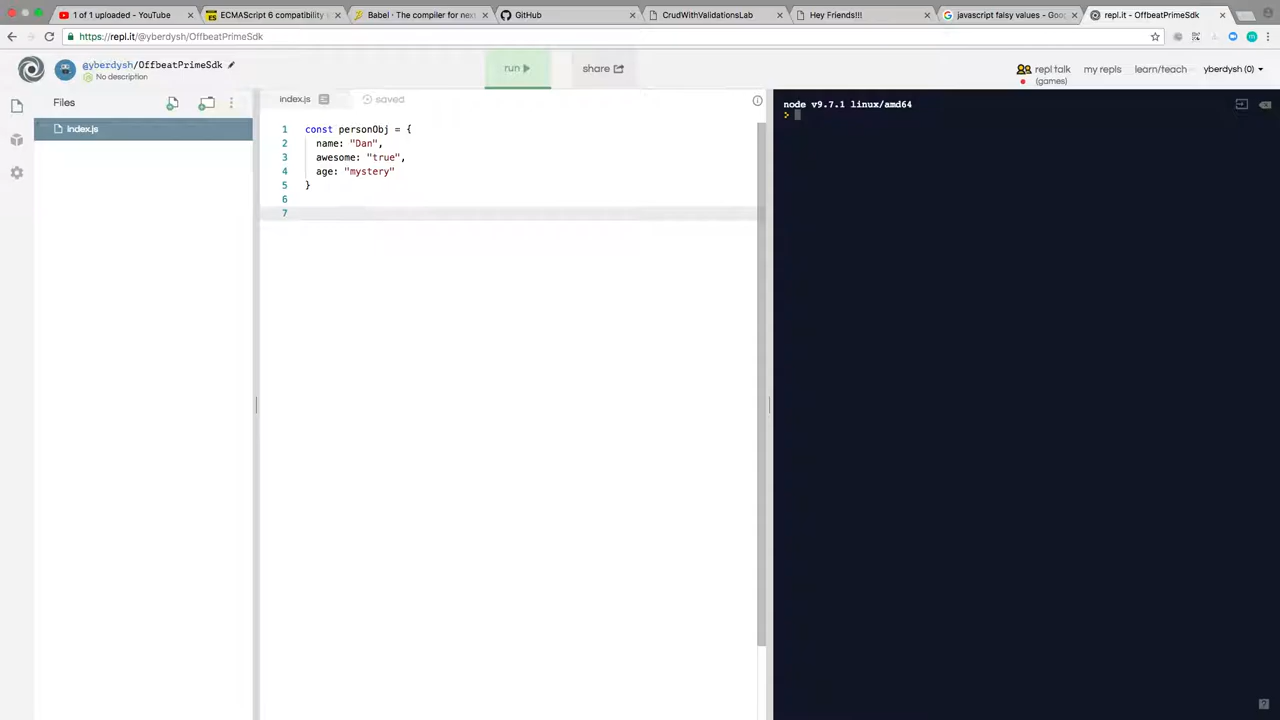 1 of 1 uploaded - YouTube
ECMAScript 6 compatibility
Babel · The compiler for next
GitHub
CrudWithValidationsLab
Hey Friends!!!
javascript falsy values - Goo
repl.it - OffbeatPrimeSdk
https://repl.it/@yberdysh/OffbeatPrimeSdk
@yberdysh/OffbeatPrimeSdk
No description
run
share
repl talk
(games)
my repls
learn/teach
yberdysh (0)
Files
index.js
saved
node v9.7.1 linux/amd64
>
index.js
1 const personObj = {
2 name: "Dan",
3 awesome: "true",
4 age: "mystery"
5 }
6
7